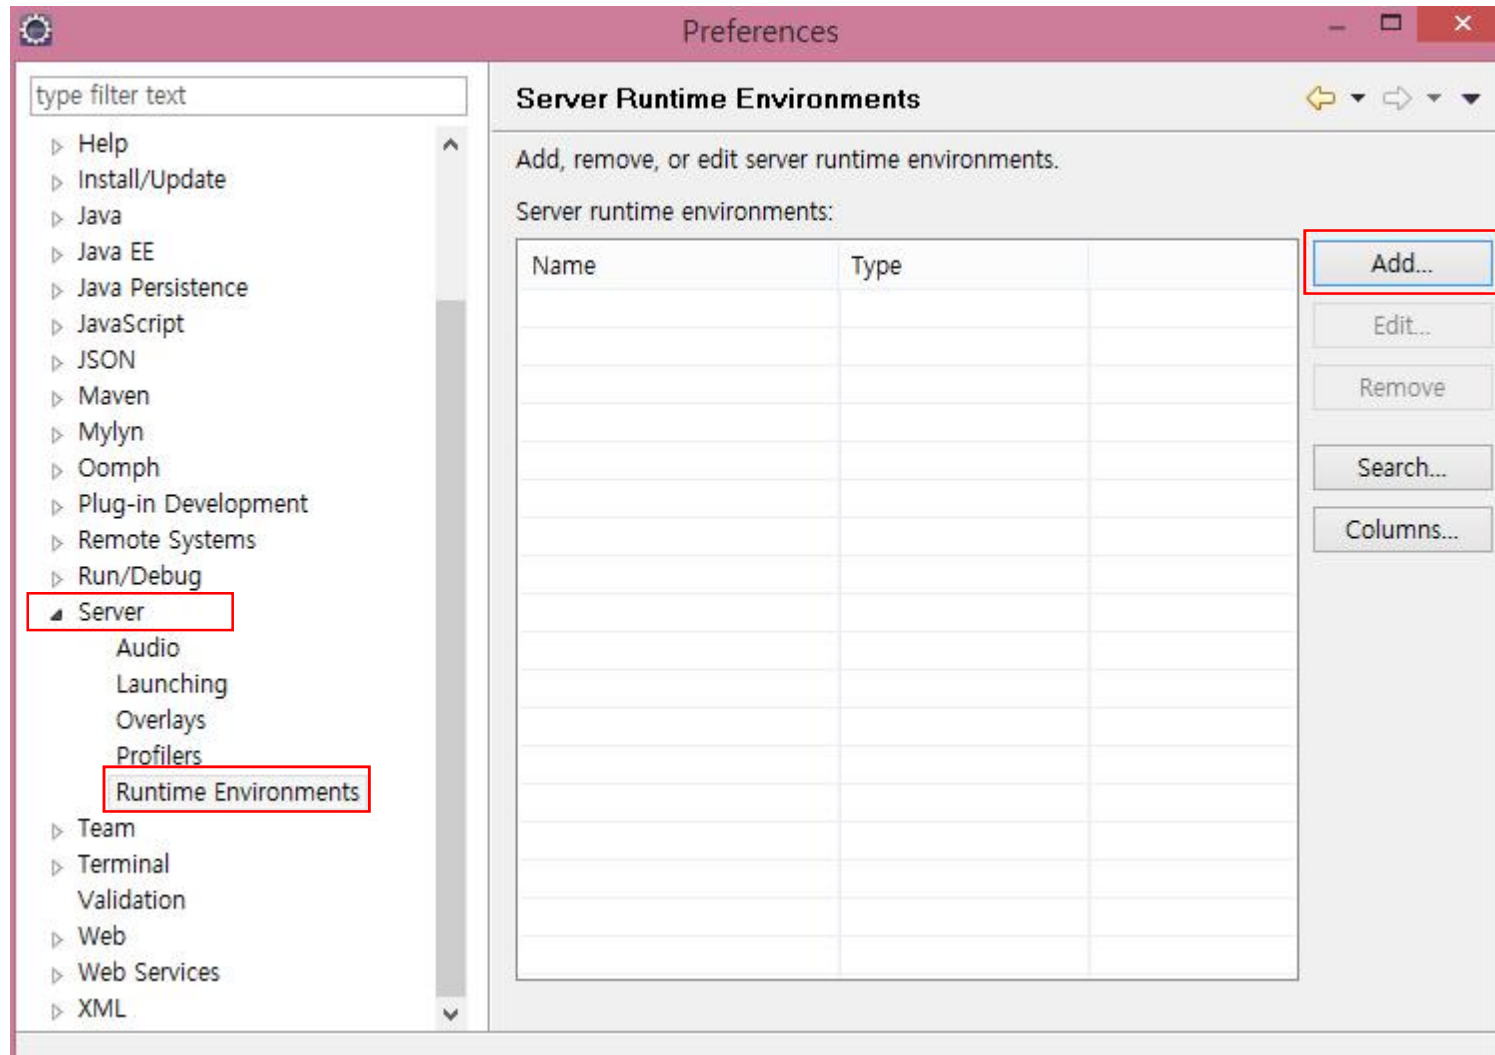 Preferences
type filter text
Help
Install/Update
Java
Java EE
Java Persistence
JavaScript
JSON
Maven
Mylyn
Oomph
Plug-in Development
Remote Systems
Run/Debug
Server
Audio
Launching
Overlays
Profilers
Runtime Environments
Team
Terminal
Validation
Web
Web Services
XML
Server Runtime Environments
Add, remove, or edit server runtime environments.
Server runtime environments:
Name Type
Add...
Edit...
Remove
Search...
Columns...